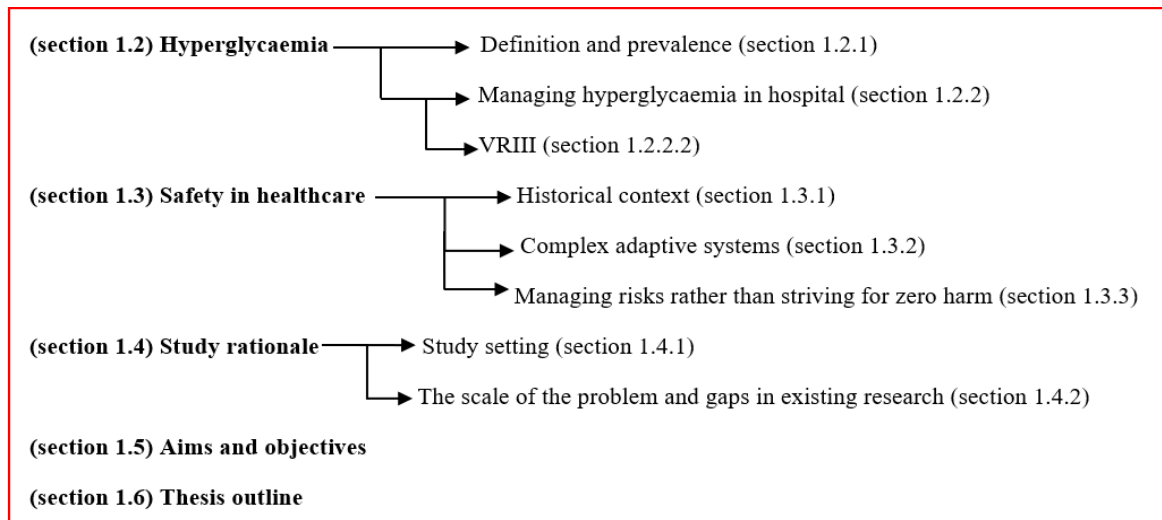 (section 1.2) Hyperglycaemia Definition and prevalence (section 1.2.1)
Managing hyperglycaemia in hospital (section 1.2.2)
VRIII (section 1.2.2.2)
(section 1.3) Safety in healthcare Historical context (section 1.3.1)
Complex adaptive systems (section 1.3.2)
Managing risks rather than striving for zero harm (section 1.3.3)
(section 1.4) Study rationale Study setting (section 1.4.1)
The scale of the problem and gaps in existing research (section 1.4.2)
(section 1.5) Aims and objectives
(section 1.6) Thesis outline